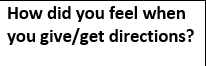 How did you feel when
you give/get directions?